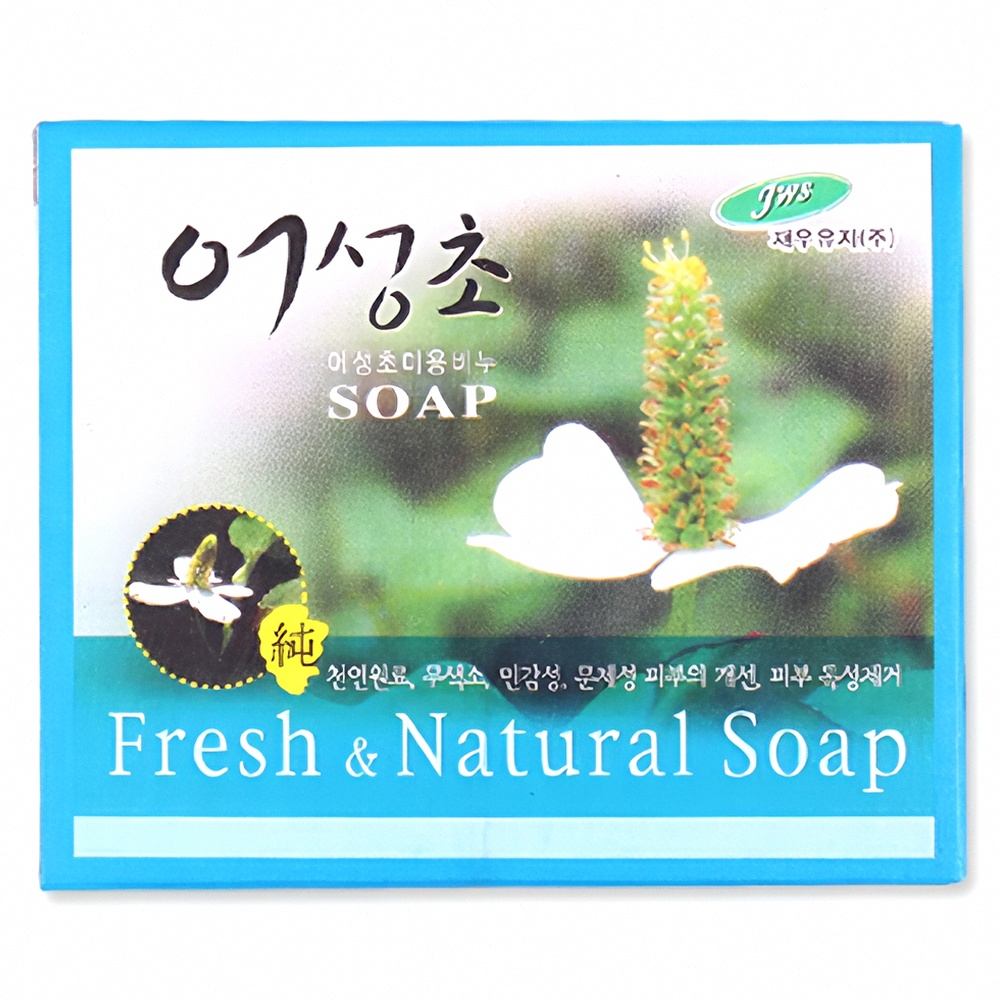 어성초
어성초미용비누
SOAP
JWS
재우유지(주)
純
천연원료, 무색소, 민감성, 문제성 피부의 개선, 피부 독성제거
Fresh & Natural Soap